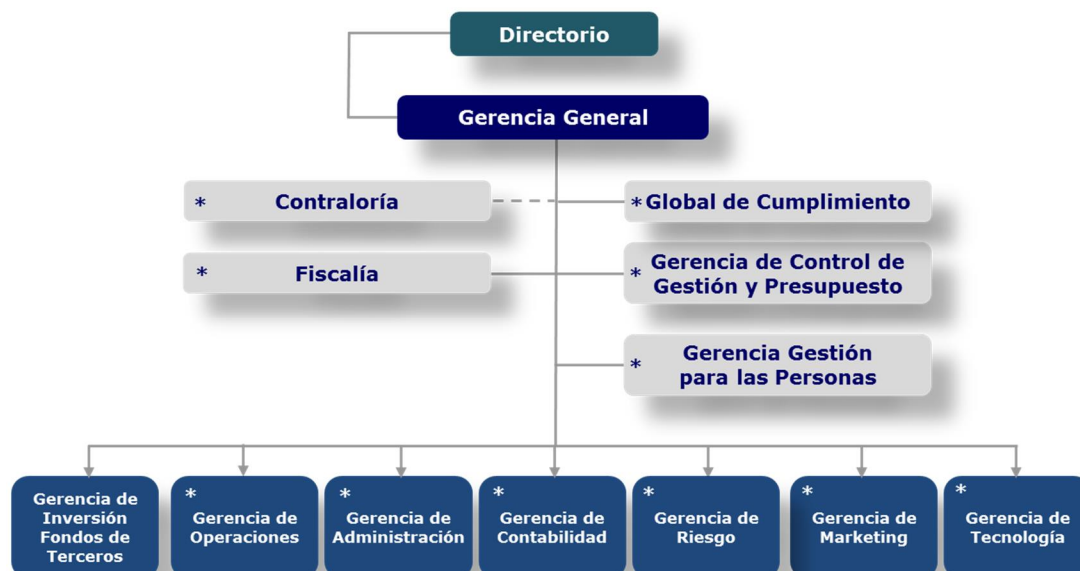 Directorio
Gerencia General
* Contraloría
* Global de Cumplimiento
* Fiscalía
* Gerencia de Control de
Gestión y Presupuesto
* Gerencia Gestión
para las Personas
Gerencia de
Inversión
Fondos de
Terceros
*
Gerencia de
Operaciones
*
Gerencia de
Administración
*
Gerencia de
Contabilidad
*
Gerencia de
Riesgo
*
Gerencia de
Marketing
*
Gerencia de
Tecnología